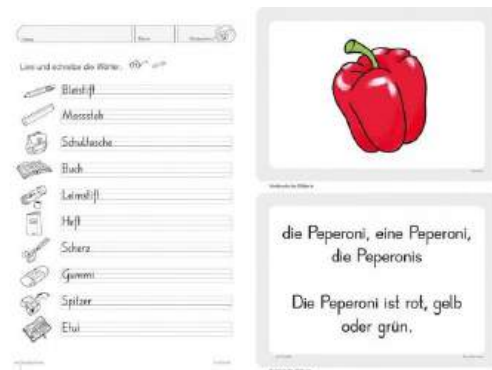 Lies und schreibe die Wörter.
Bleistift
Massstab
Schultasche
Buch
Leimstift
Heft
Scherz
Gummi
Spitzer
Etui
die Peperoni, eine Peperoni,
die Peperonis
Die Peperoni ist rot, gelb
oder grün.